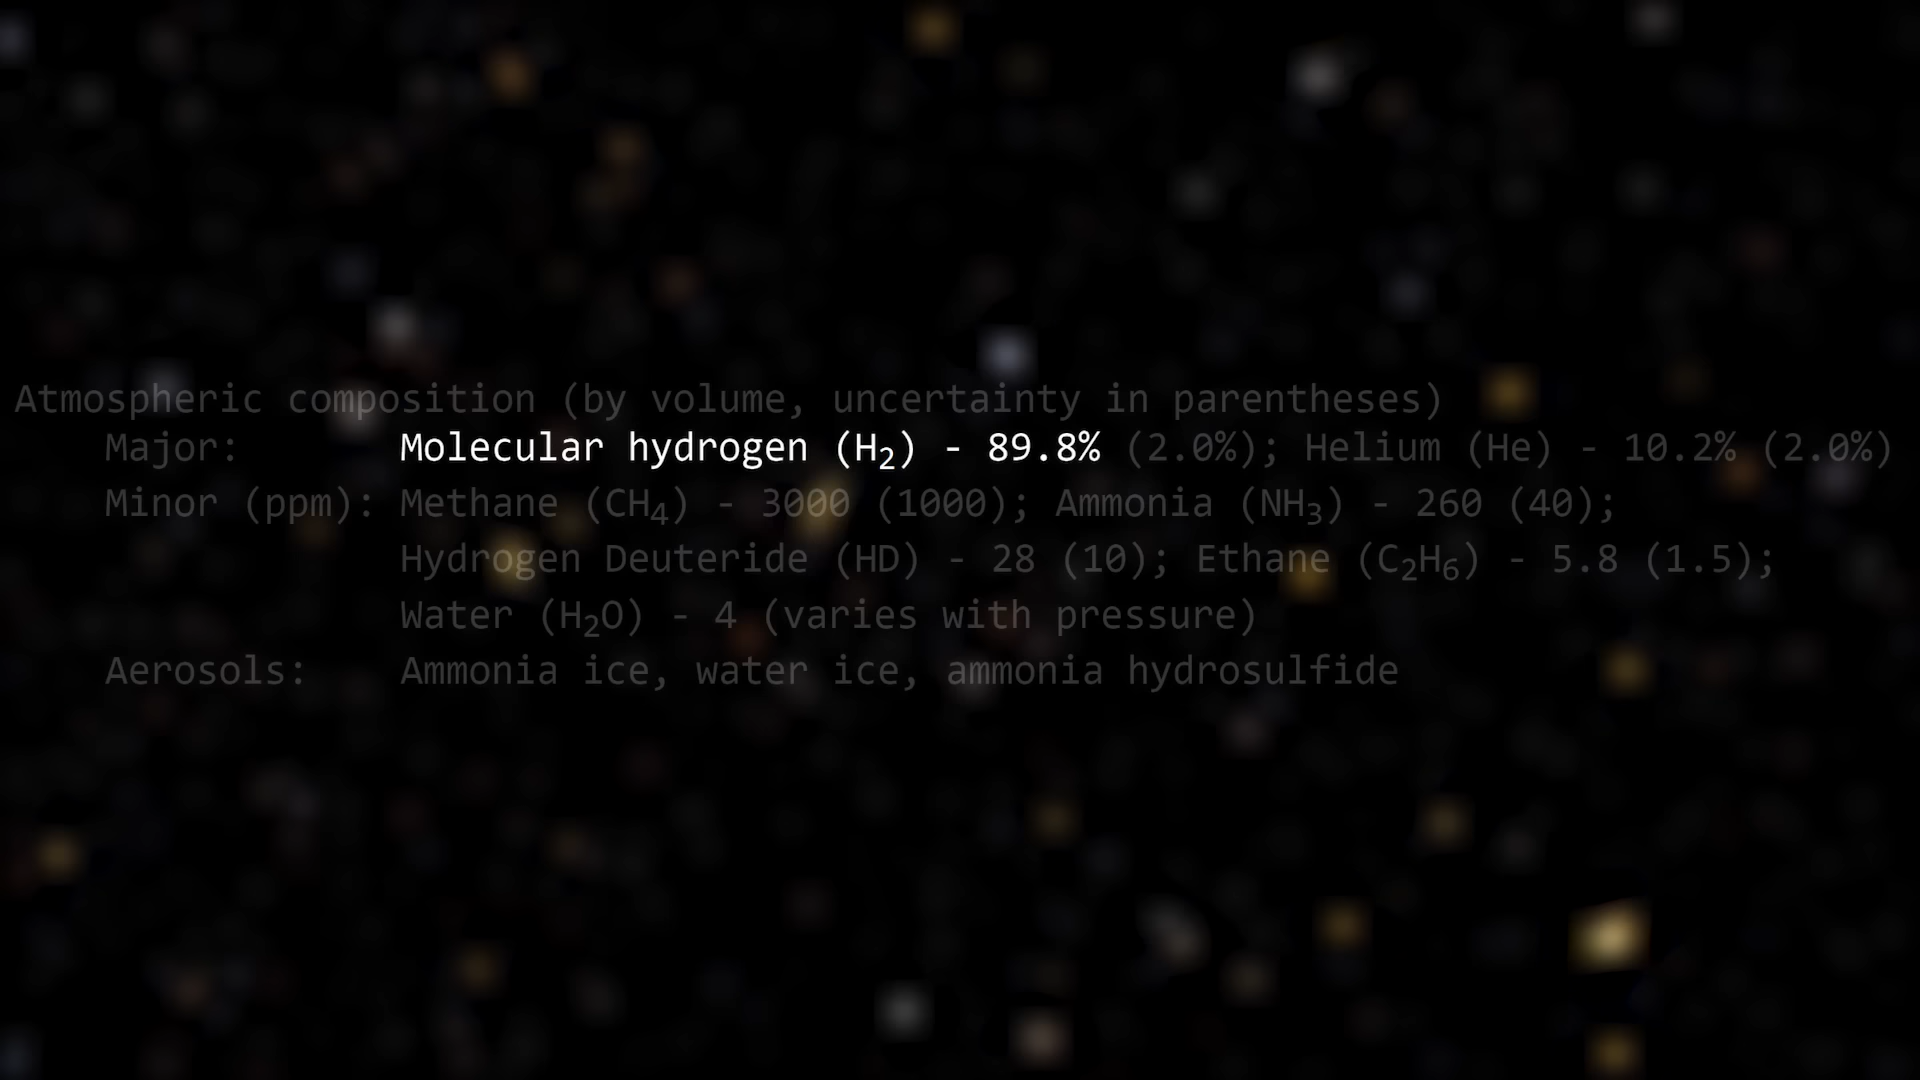 Atmospheric composition (by volume, uncertainty in parentheses)
Major: Molecular hydrogen (H₂) - 89.8% (2.0%); Helium (He) - 10.2% (2.0%)
Minor (ppm): Methane (CH₄) - 3000 (1000); Ammonia (NH₃) - 260 (40);
Hydrogen Deuteride (HD) - 28 (10); Ethane (C₂H₆) - 5.8 (1.5);
Water (H₂O) - 4 (varies with pressure)
Aerosols: Ammonia ice, water ice, ammonia hydrosulfide